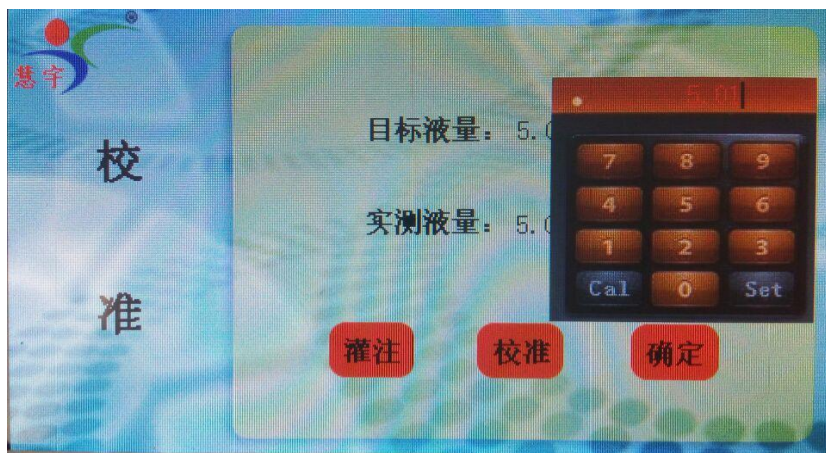 慧宇
校
准
目标液量: 5.0
实测液量: 5.0
5.01
7 8 9
4 5 6
1 2 3
Cal 0 Set
灌注 校准 确定